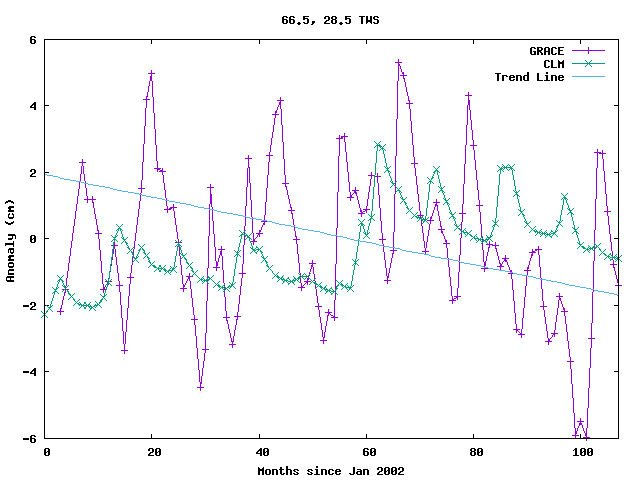 66.5, 28.5 TWS
GRACE
CLM
Trend Line
6
4
2
0
-2
-4
-6
Anomaly (cm)
0 20 40 60 80 100
Months since Jan 2002